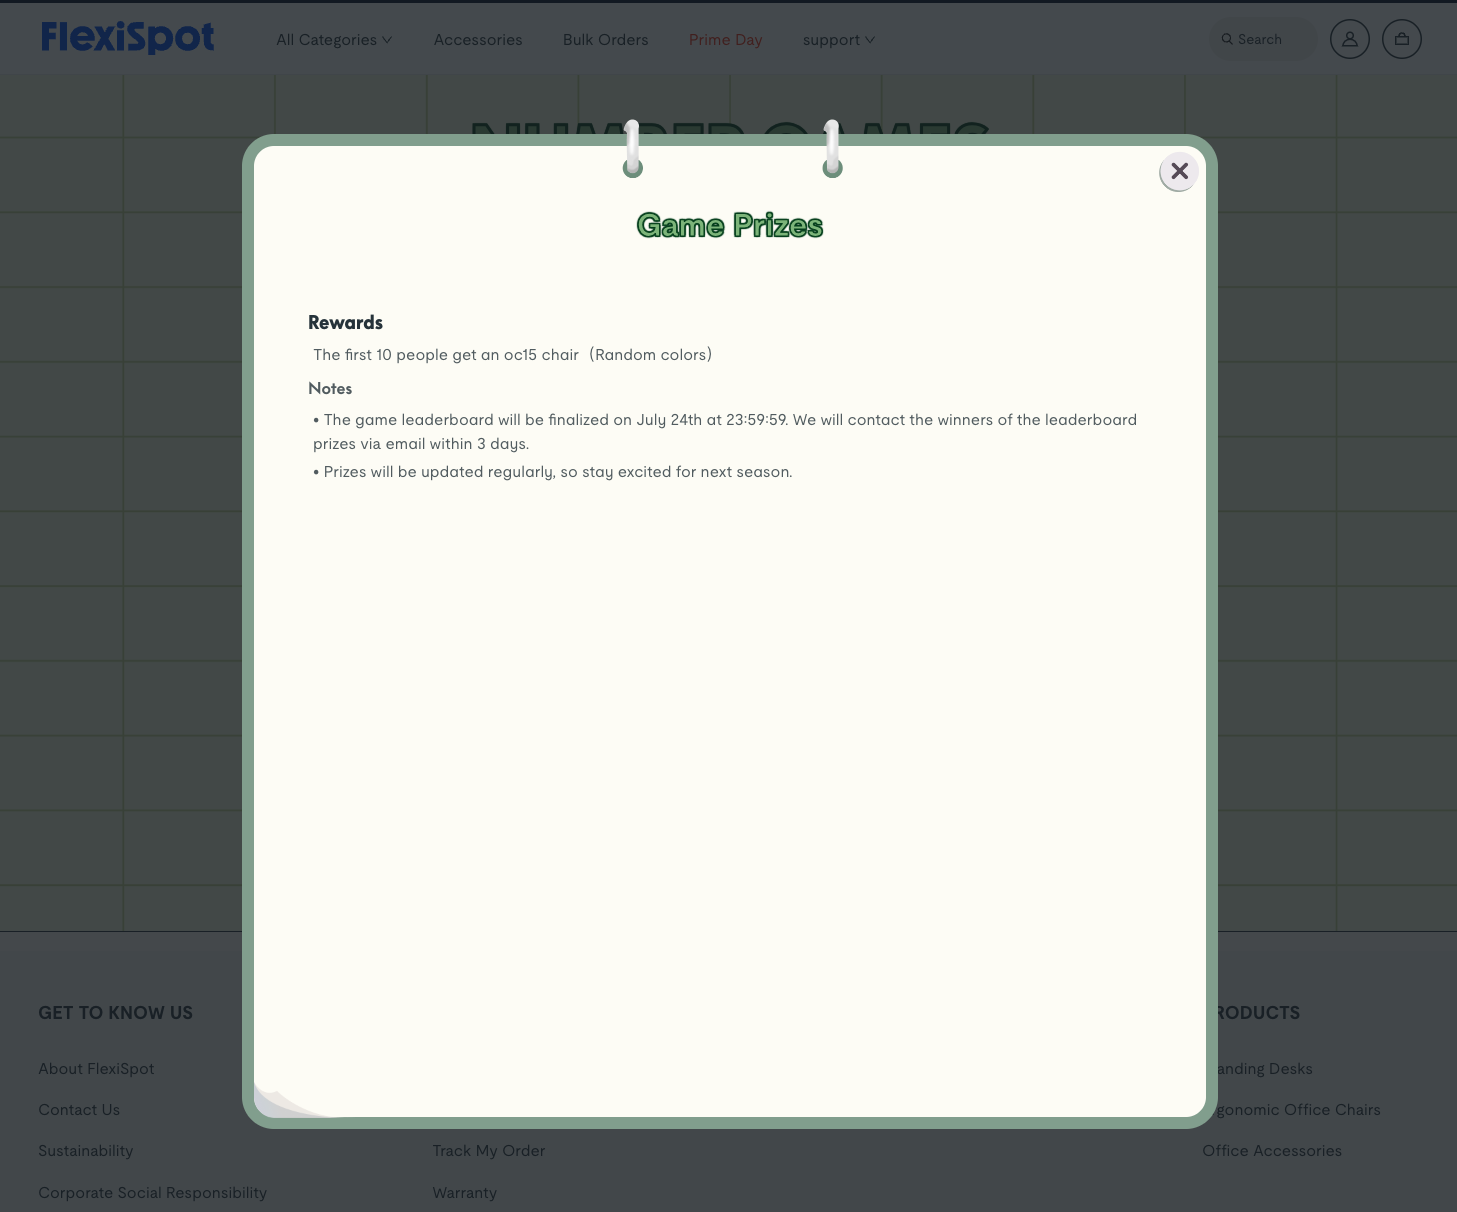 FlexiSpot
All Categories
Accessories
Bulk Orders
Prime Day
support
Search
NUMBER GAMES
Game Prizes
Rewards
The first 10 people get an oc15 chair （Random colors）
Notes
• The game leaderboard will be finalized on July 24th at 23:59:59. We will contact the winners of the leaderboard
prizes via email within 3 days.
• Prizes will be updated regularly, so stay excited for next season.
GET TO KNOW US
About FlexiSpot
Contact Us
Sustainability
Corporate Social Responsibility
Track My Order
Warranty
RODUCTS
anding Desks
gonomic Office Chairs
Office Accessories